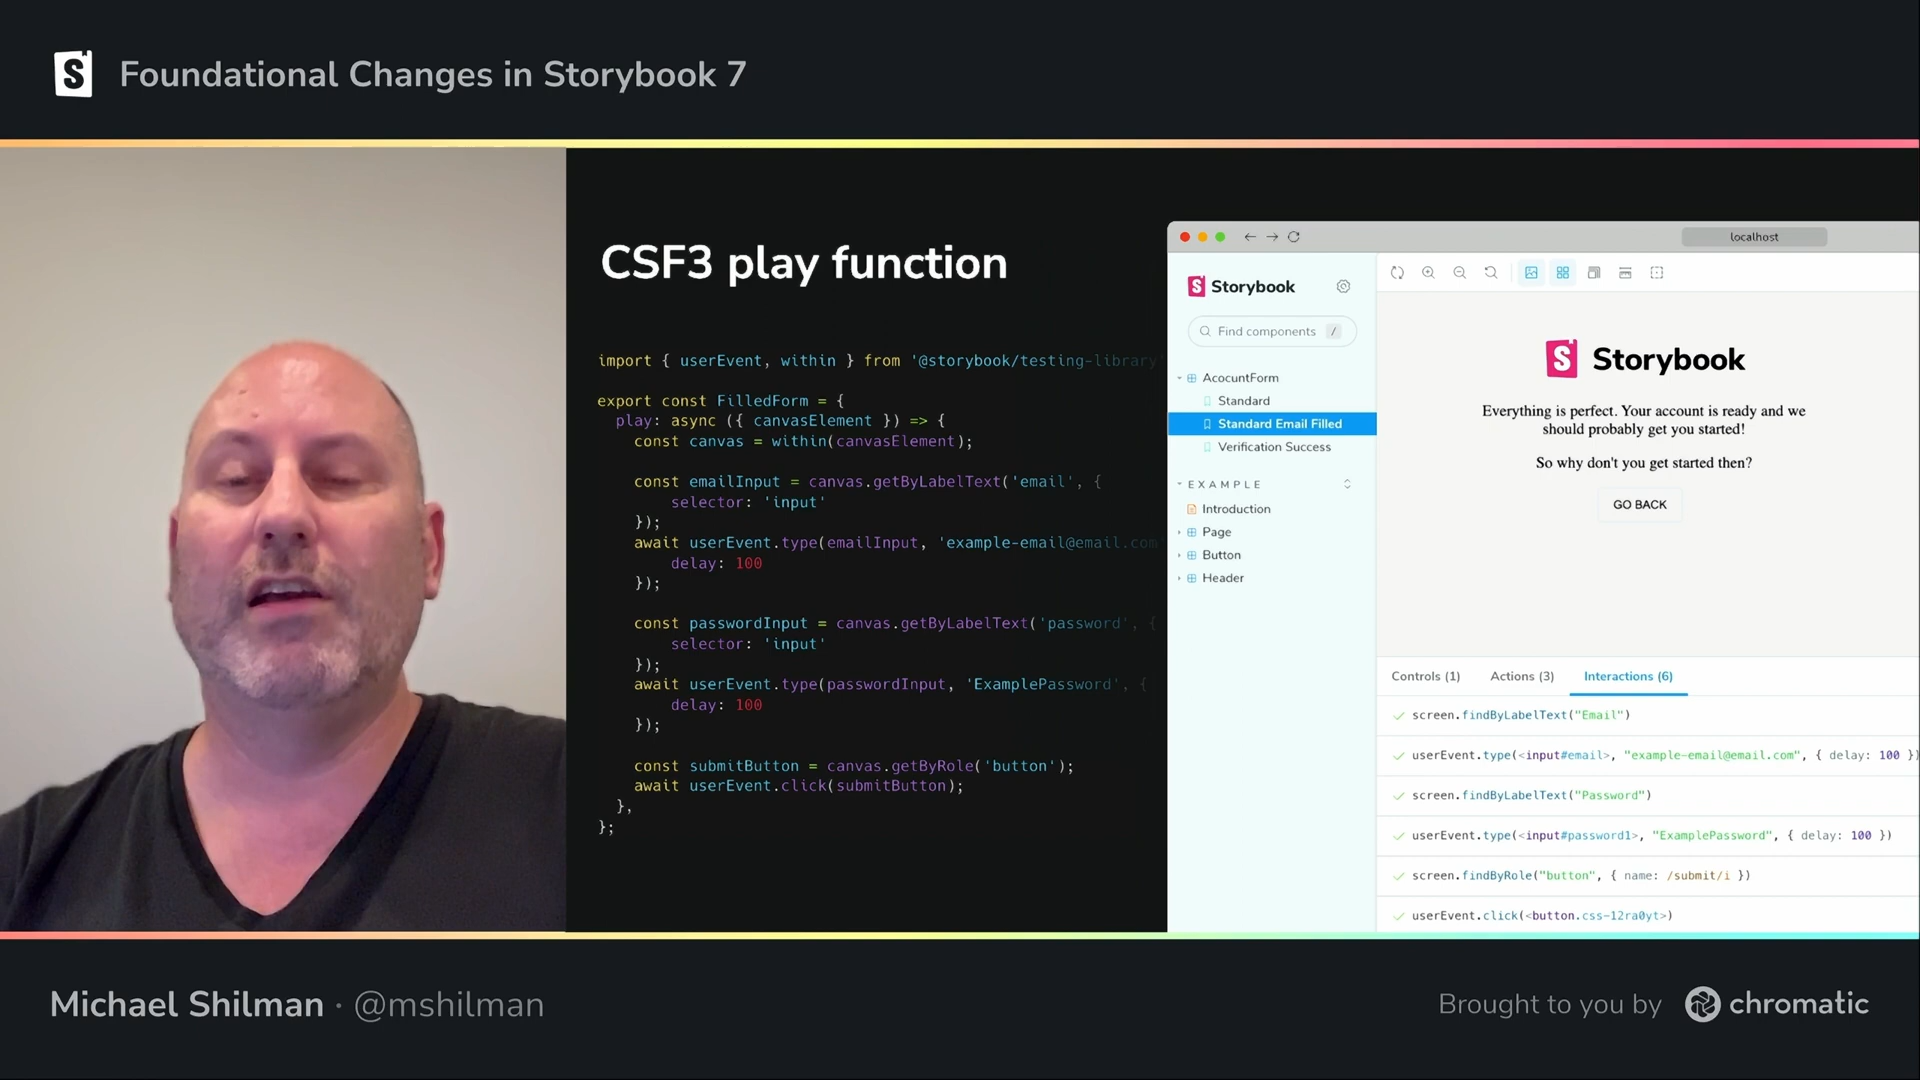 Foundational Changes in Storybook 7
CSF3 play function
import { userEvent, within } from '@storybook/testing-library'
export const FilledForm = {
play: async ({ canvasElement }) => {
const canvas = within(canvasElement);
const emailInput = canvas.getByLabelText('email', {
selector: 'input'
});
await userEvent.type(emailInput, 'example-email@email.com'
delay: 100
});
const passwordInput = canvas.getByLabelText('password', {
selector: 'input'
});
await userEvent.type(passwordInput, 'ExamplePassword', {
delay: 100
});
const submitButton = canvas.getByRole('button');
await userEvent.click(submitButton);
},
};
localhost
Storybook
Find components /
AcocuntForm
Standard
Standard Email Filled
Verification Success
EXAMPLE
Introduction
Page
Button
Header
Storybook
Everything is perfect. Your account is ready and we
should probably get you started!
So why don't you get started then?
GO BACK
Controls (1) Actions (3) Interactions (6)
screen.findByLabelText("Email")
userEvent.type(<input#email>, "example-email@email.com", { delay: 100 })
screen.findByLabelText("Password")
userEvent.type(<input#password1>, "ExamplePassword", { delay: 100 })
screen.findByRole("button", { name: /submit/i })
userEvent.click(<button.css-12ra0yt>)
Michael Shilman · @mshilman
Brought to you by chromatic